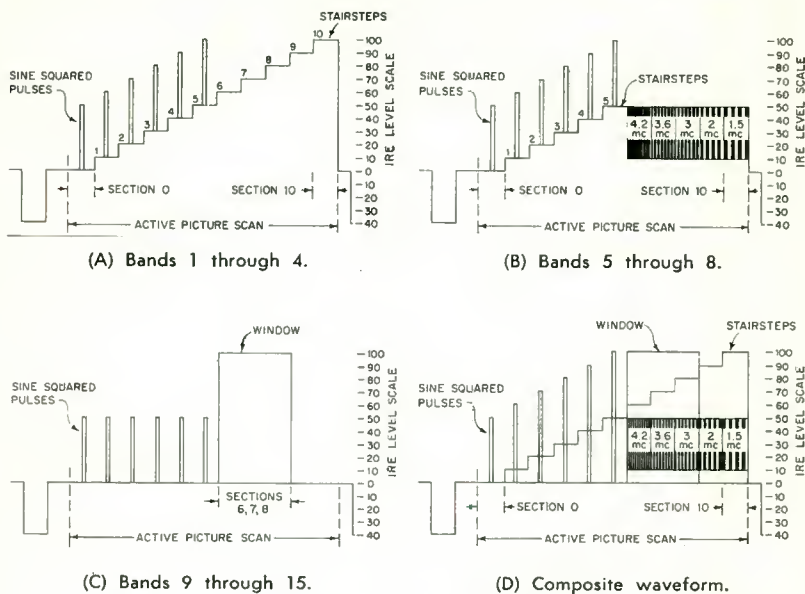 STAIRSTEPS
SINE SQUARED
PULSES
1
2
3
4
5
6
7
8
9
10
100
90
80
70
60
50
40
30
20
10
0
10
20
30
40
IRE LEVEL SCALE
SECTION 0
SECTION 10
ACTIVE PICTURE SCAN
(A) Bands 1 through 4.
SINE SQUARED
PULSES
STAIRSTEPS
1
2
3
4
5
4.2 mc
3.6 mc
3 mc
2 mc
1.5 mc
100
90
80
70
60
50
40
30
20
10
0
10
20
30
40
IRE LEVEL SCALE
SECTION 0
SECTION 10
ACTIVE PICTURE SCAN
(B) Bands 5 through 8.
WINDOW
SINE SQUARED
PULSES
100
90
80
70
60
50
40
30
20
10
0
10
20
30
40
IRE LEVEL SCALE
SECTIONS
6,7,8
ACTIVE PICTURE SCAN
(C) Bands 9 through 15.
WINDOW
STAIRSTEPS
SINE SQUARED
PULSES
4.2 mc
3.6 mc
3 mc
2 mc
1.5 mc
100
90
80
70
60
50
40
30
20
10
0
10
20
30
40
IRE LEVEL SCALE
SECTION 0
SECTION 10
ACTIVE PICTURE SCAN
(D) Composite waveform.